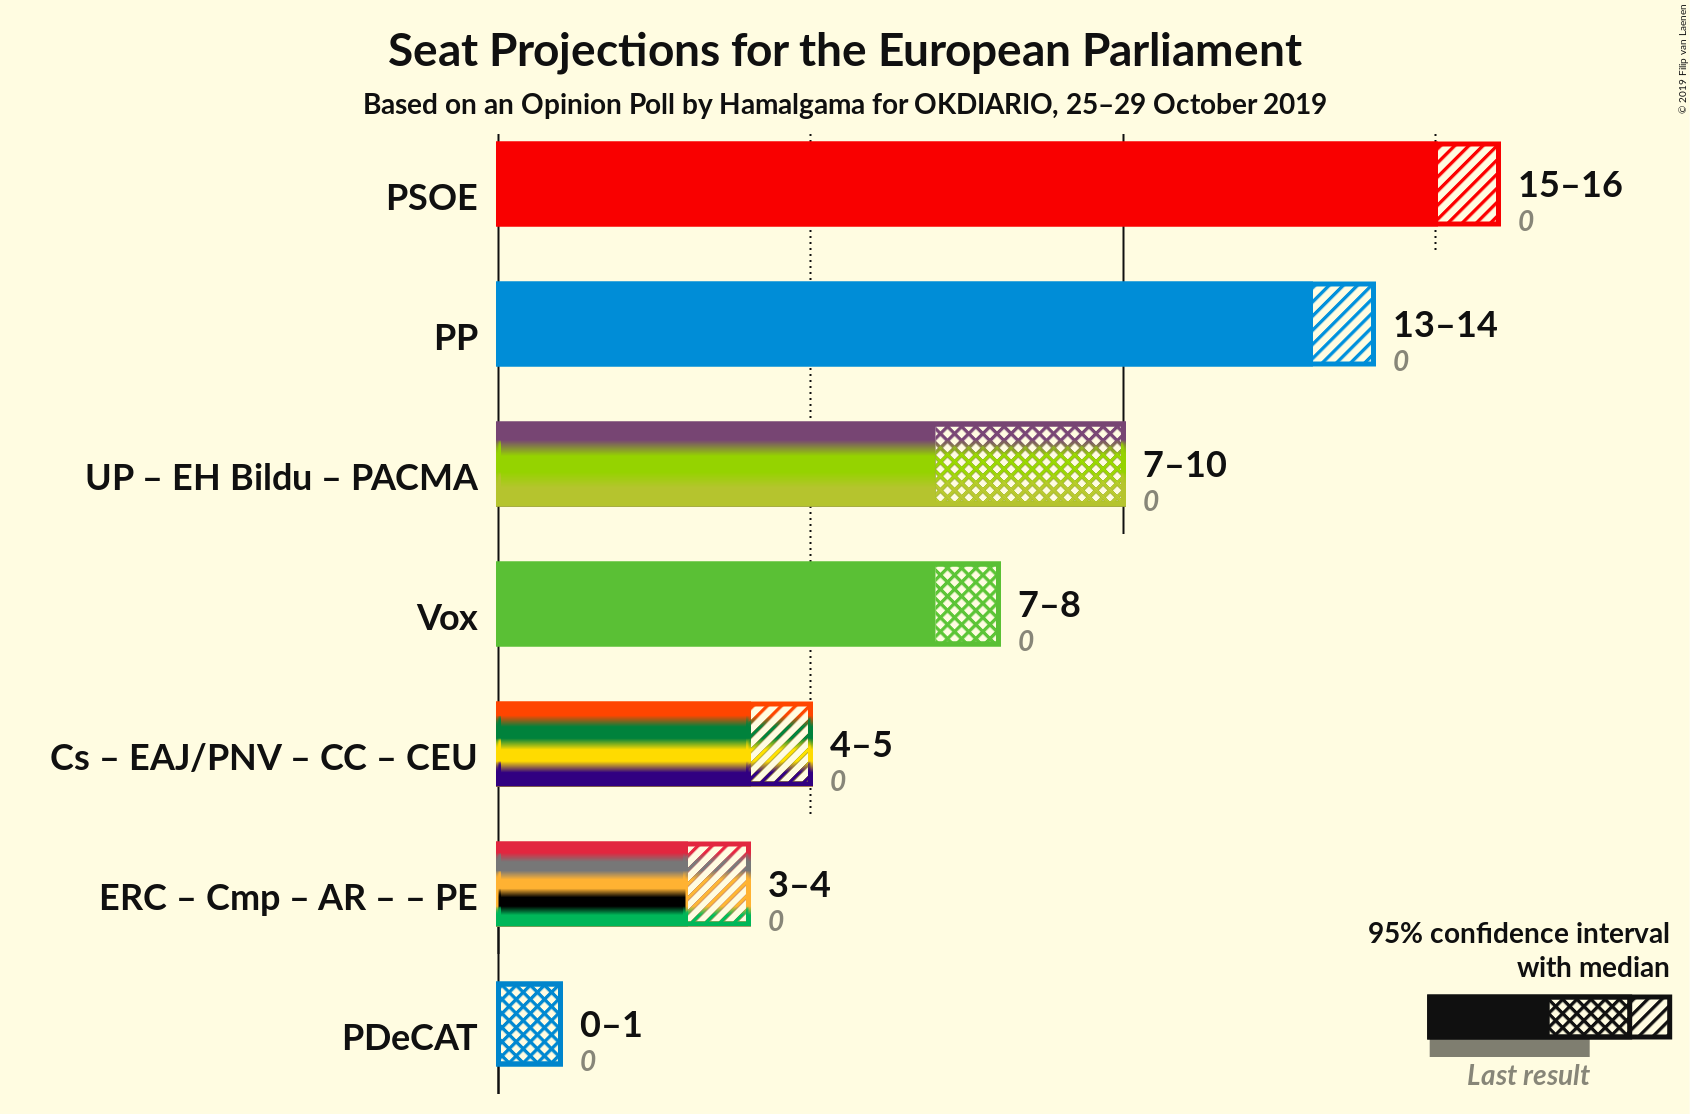 Seat Projections for the European Parliament
Based on an Opinion Poll by Hamalgama for OKDIARIO, 25–29 October 2019
© 2019 Filip van Laenen
PSOE
15–16
0
PP
13–14
0
UP – EH Bildu – PACMA
7–10
0
Vox
7–8
0
Cs – EAJ/PNV – CC – CEU
4–5
0
ERC – Cmp – AR – – PE
3–4
0
PDeCAT
0–1
0
95% confidence interval
with median
Last result